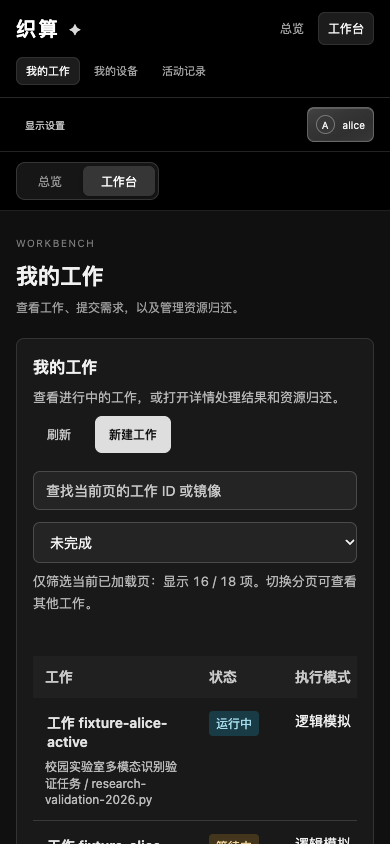 织算
总览 工作台
我的工作 我的设备 活动记录
显示设置 A alice
总览 工作台
WORKBENCH
我的工作
查看工作、提交需求，以及管理资源归还。
我的工作
查看进行中的工作，或打开详情处理结果和资源归还。
刷新 新建工作
查找当前页的工作 ID 或镜像
未完成
仅筛选当前已加载页：显示 16 / 18 项。切换分页可查看
其他工作。
工作 状态 执行模式
工作 fixture-alice- 运行中 逻辑模拟
active
校园实验室多模态识别验
证任务 / research-
validation-2026.py
工作 fixture-alice- 等待中 逻辑模拟